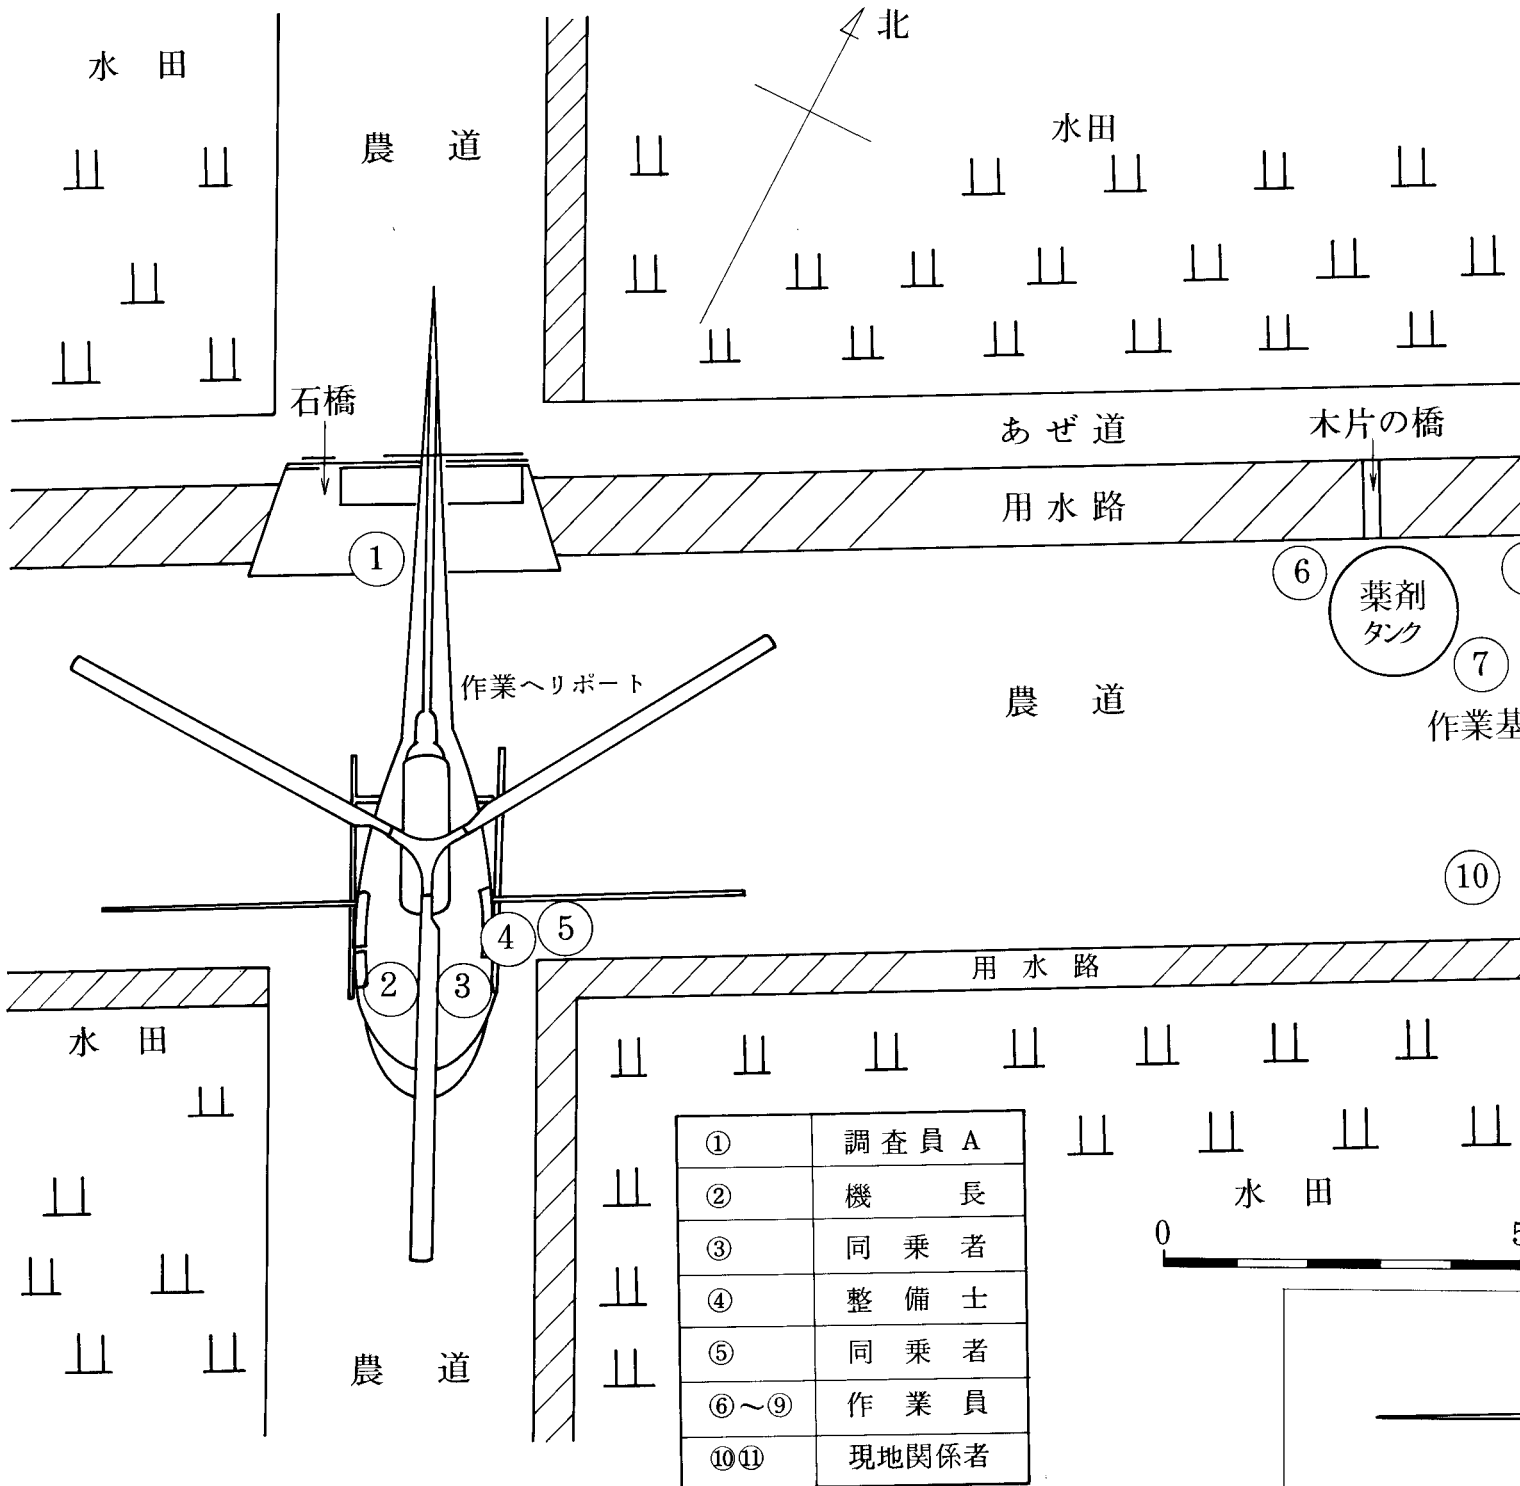 北
水田
農道
水田
石橋
あぜ道
木片の橋
用水路
①
⑥
薬剤
タンク
⑦
作業ヘリポート
農道
作業基
⑩
④
⑤
②
③
用水路
水田
① 調査員A
② 機長
③ 同乗者
④ 整備士
⑤ 同乗者
⑥～⑨ 作業員
⑩⑪ 現地関係者
水田
0 5
農道